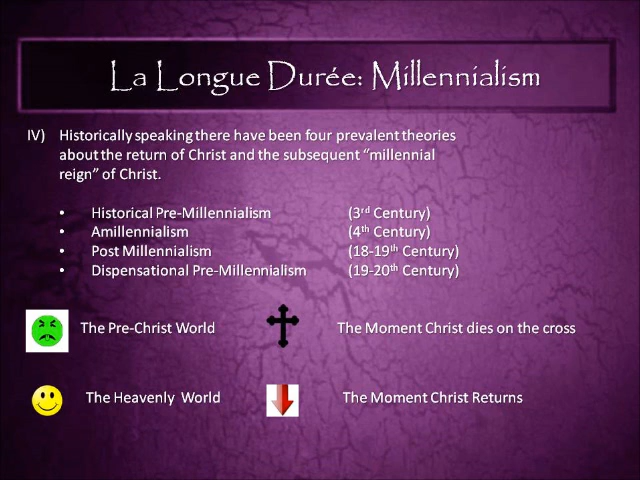 La Longue Durée: Millennialism
IV) Historically speaking there have been four prevalent theories
about the return of Christ and the subsequent “millennial
reign” of Christ.
• Historical Pre-Millennialism (3rd Century)
• Amillennialism (4th Century)
• Post Millennialism (18-19th Century)
• Dispensational Pre-Millennialism (19-20th Century)
The Pre-Christ World The Moment Christ dies on the cross
The Heavenly World The Moment Christ Returns